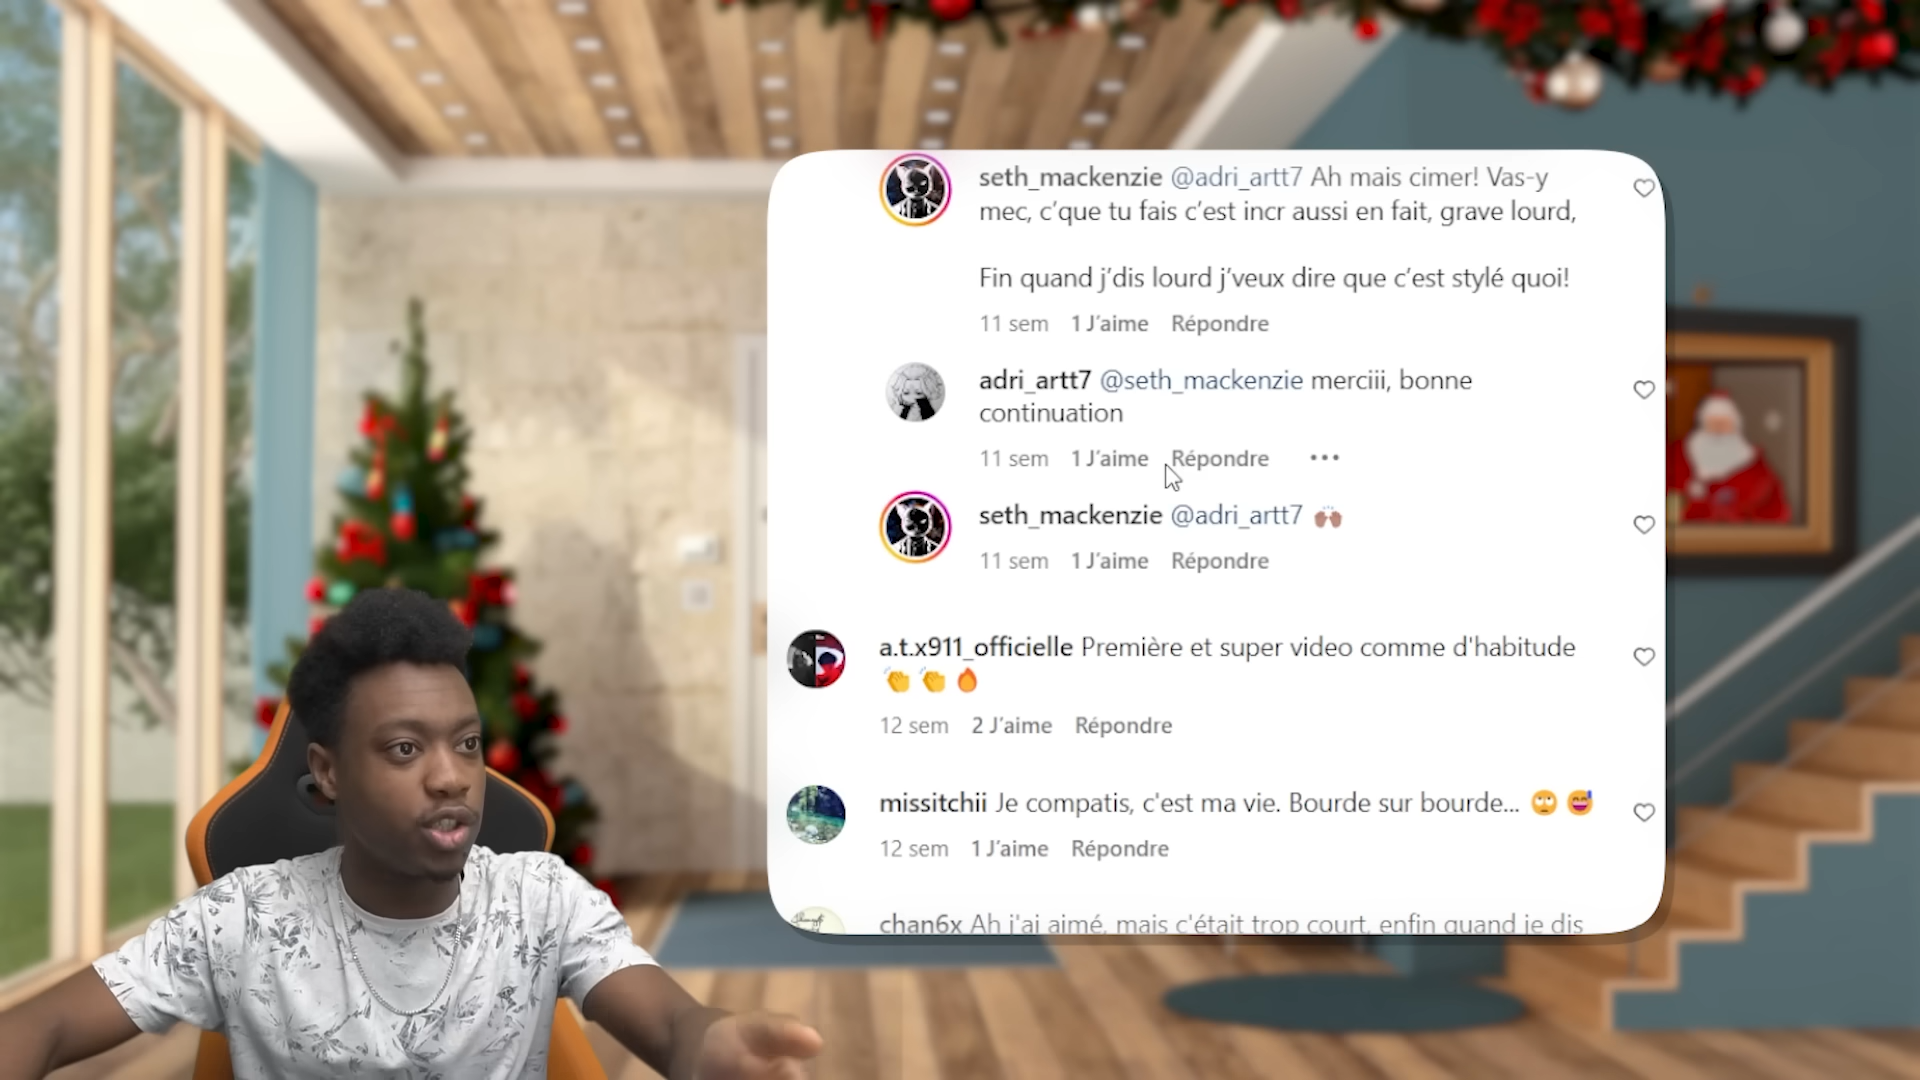 seth_mackenzie @adri_artt7 Ah mais cimer! Vas-y
mec, c’que tu fais c’est incr aussi en fait, grave lourd,
Fin quand j’dis lourd j’veux dire que c’est stylé quoi!
11 sem 1 J’aime Répondre
adri_artt7 @seth_mackenzie merciii, bonne
continuation
11 sem 1 J’aime Répondre •••
seth_mackenzie @adri_artt7 🙌🏽
11 sem 1 J’aime Répondre
a.t.x911_officielle Première et super video comme d'habitude
👏 👏 🔥
12 sem 2 J’aime Répondre
missitchii Je compatis, c'est ma vie. Bourde sur bourde... 🙄 😅
12 sem 1 J’aime Répondre
chan6x Ah j'ai aimé, mais c'était trop court, enfin quand je dis